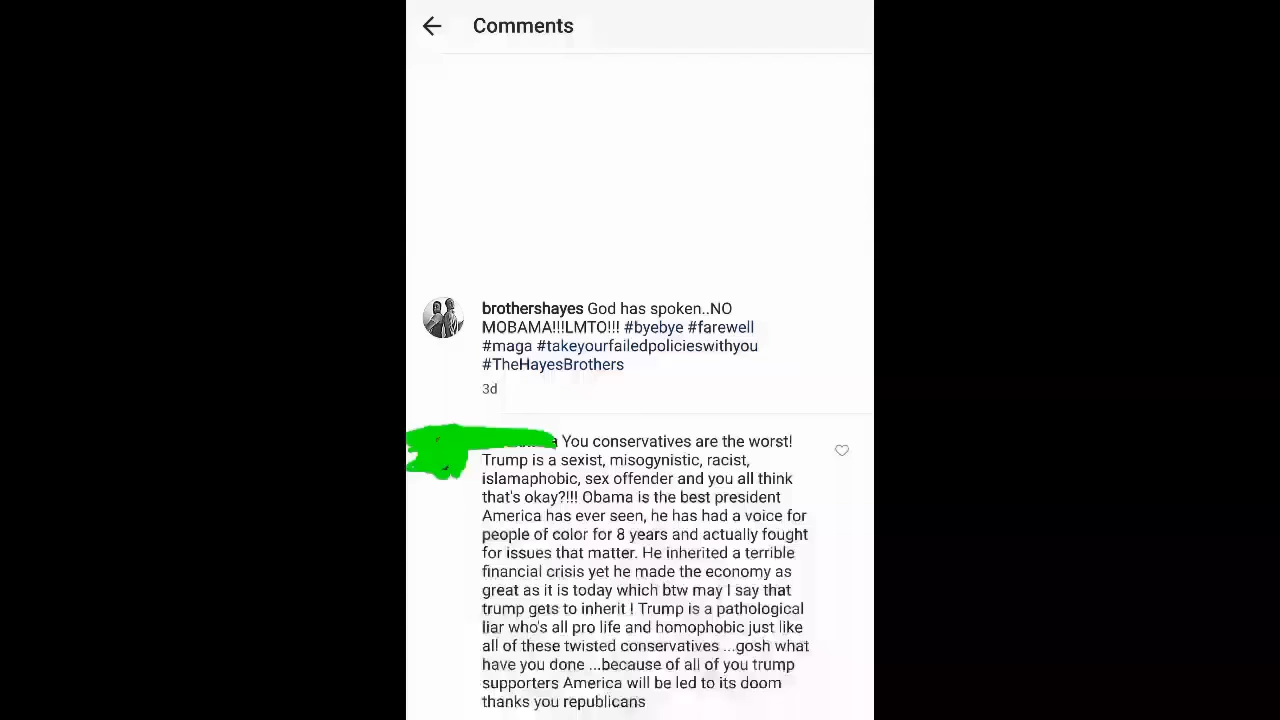 Comments
brothershayes God has spoken..NO
MOBAMA!!!LMTO!!! #byebye #farewell
#maga #takeyourfailedpolicieswithyou
#TheHayesBrothers
3d
You conservatives are the worst!
Trump is a sexist, misogynistic, racist,
islamaphobic, sex offender and you all think
that's okay?!!! Obama is the best president
America has ever seen, he has had a voice for
people of color for 8 years and actually fought
for issues that matter. He inherited a terrible
financial crisis yet he made the economy as
great as it is today which btw may I say that
trump gets to inherit ! Trump is a pathological
liar who's all pro life and homophobic just like
all of these twisted conservatives ...gosh what
have you done ...because of all of you trump
supporters America will be led to its doom
thanks you republicans